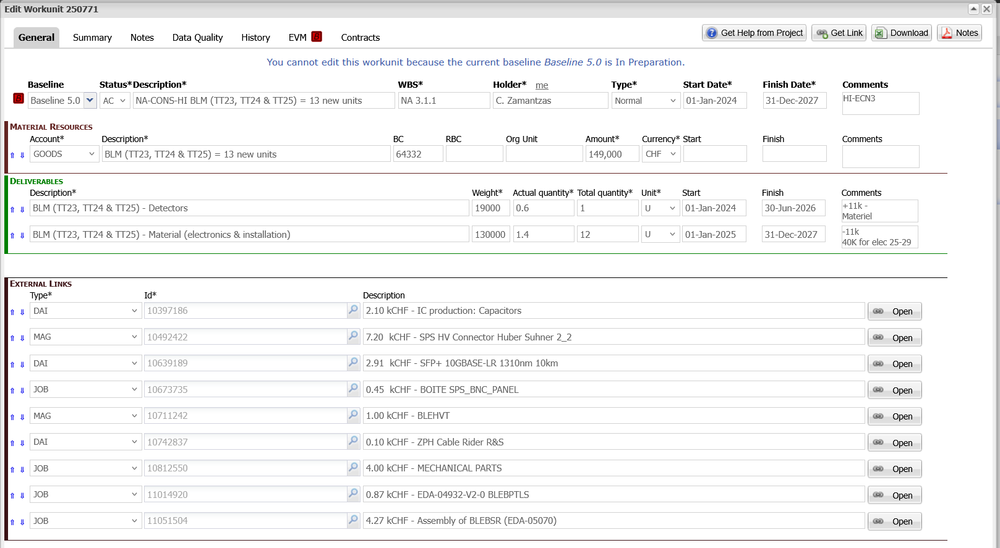 Edit Workunit 250771
General Summary Notes Data Quality History EVM B Contracts Get Help from Project Get Link Download Notes
You cannot edit this workunit because the current baseline Baseline 5.0 is In Preparation.
Baseline Status* Description* WBS* Holder* me Type* Start Date* Finish Date* Comments
B Baseline 5.0 AC NA-CONS-HI BLM (TT23, TT24 & TT25) = 13 new units NA 3.1.1 C. Zamantzas Normal 01-Jan-2024 31-Dec-2027 HI-ECN3
MATERIAL RESOURCES
Account* Description* BC RBC Org Unit Amount* Currency* Start Finish Comments
⇑ ⇓ GOODS BLM (TT23, TT24 & TT25) = 13 new units 64332 149,000 CHF
DELIVERABLES
Description* Weight* Actual quantity* Total quantity* Unit* Start Finish Comments
⇑ ⇓ BLM (TT23, TT24 & TT25) - Detectors 19000 0.6 1 U 01-Jan-2024 30-Jun-2026 +11k -
Materiel
⇑ ⇓ BLM (TT23, TT24 & TT25) - Material (electronics & installation) 130000 1.4 12 U 01-Jan-2025 31-Dec-2027 -11k
40K for elec 25-29
EXTERNAL LINKS
Type* Id* Description
⇑ ⇓ DAI 10397186 2.10 kCHF - IC production: Capacitors Open
⇑ ⇓ MAG 10492422 7.20 kCHF - SPS HV Connector Huber Suhner 2_2 Open
⇑ ⇓ DAI 10639189 2.91 kCHF - SFP+ 10GBASE-LR 1310nm 10km Open
⇑ ⇓ JOB 10673735 0.45 kCHF - BOITE SPS_BNC_PANEL Open
⇑ ⇓ MAG 10711242 1.00 kCHF - BLEHVT Open
⇑ ⇓ DAI 10742837 0.10 kCHF - ZPH Cable Rider R&S Open
⇑ ⇓ JOB 10812550 4.00 kCHF - MECHANICAL PARTS Open
⇑ ⇓ JOB 11014920 0.87 kCHF - EDA-04932-V2-0 BLEBPTLS Open
⇑ ⇓ JOB 11051504 4.27 kCHF - Assembly of BLEBSR (EDA-05070) Open